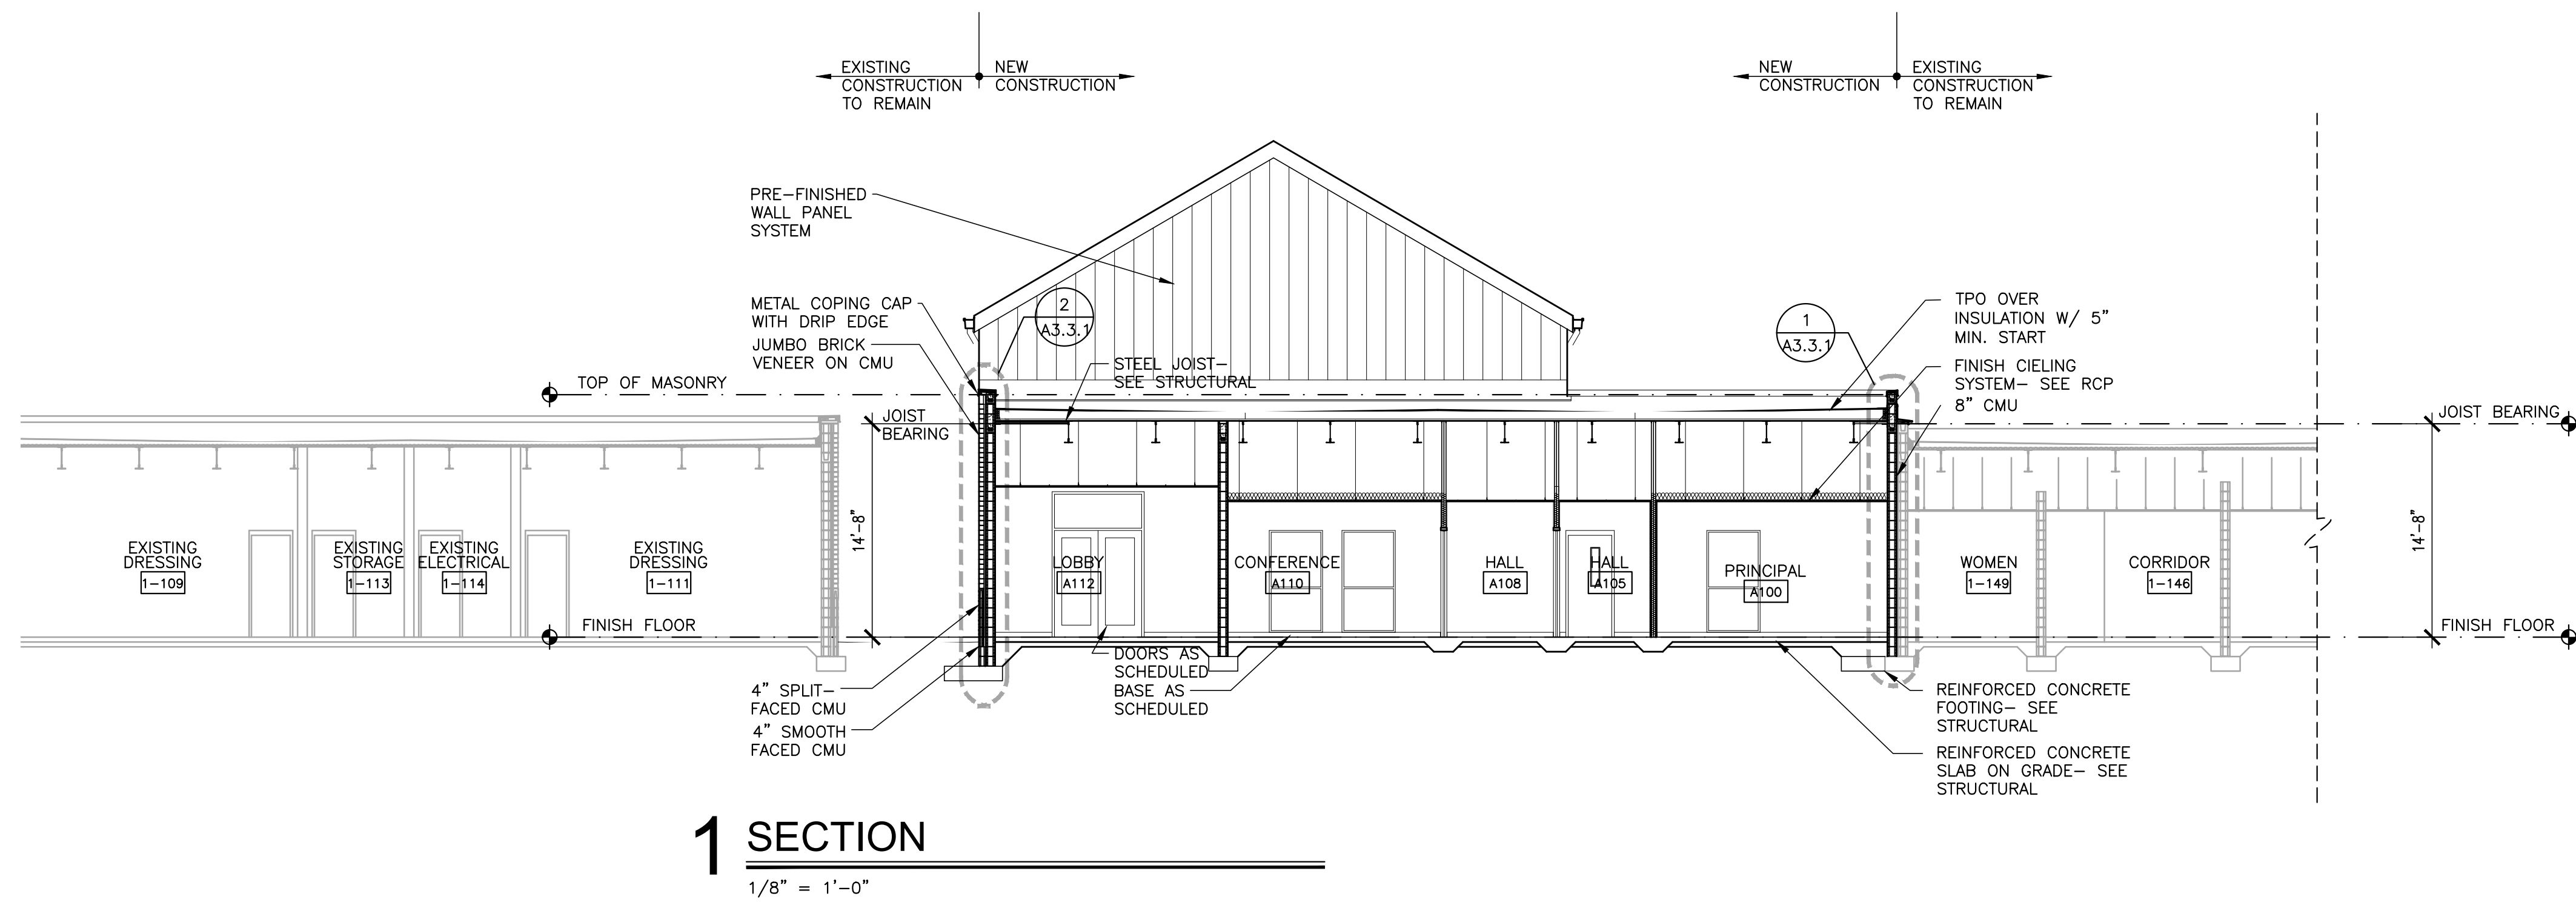 EXISTING
CONSTRUCTION
TO REMAIN
NEW
CONSTRUCTION
NEW
CONSTRUCTION
EXISTING
CONSTRUCTION
TO REMAIN
PRE-FINISHED
WALL PANEL
SYSTEM
METAL COPING CAP
WITH DRIP EDGE
JUMBO BRICK
VENEER ON CMU
2
A3.3.1
1
A3.3.1
STEEL JOIST-
SEE STRUCTURAL
TPO OVER
INSULATION W/ 5"
MIN. START
FINISH CIELING
SYSTEM- SEE RCP
8" CMU
TOP OF MASONRY
JOIST
BEARING
JOIST BEARING
14'-8"
14'-8"
EXISTING
DRESSING
1-109
EXISTING
STORAGE
1-113
EXISTING
ELECTRICAL
1-114
EXISTING
DRESSING
1-111
LOBBY
A112
CONFERENCE
A110
HALL
A108
HALL
A105
PRINCIPAL
A100
WOMEN
1-149
CORRIDOR
1-146
FINISH FLOOR
FINISH FLOOR
DOORS AS
SCHEDULED
BASE AS
SCHEDULED
4" SPLIT-
FACED CMU
4" SMOOTH
FACED CMU
REINFORCED CONCRETE
FOOTING- SEE
STRUCTURAL
REINFORCED CONCRETE
SLAB ON GRADE- SEE
STRUCTURAL
1 SECTION
1/8" = 1'-0"